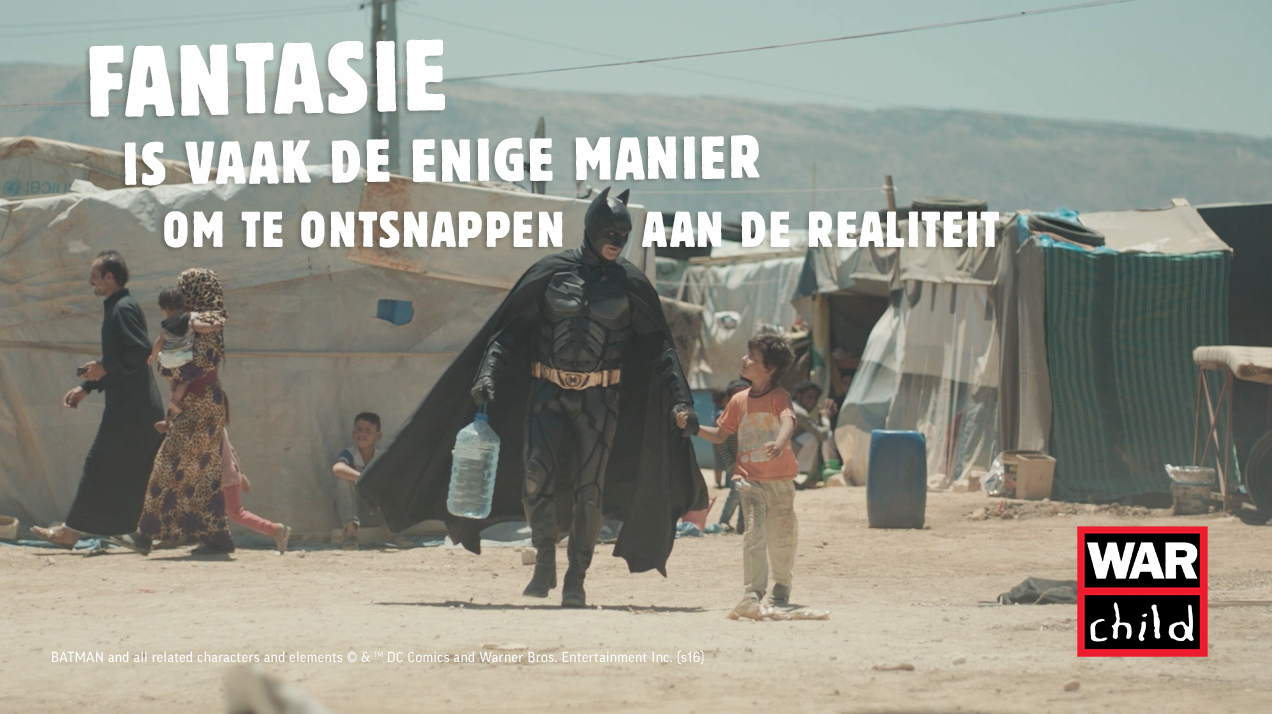 FANTASIE
IS VAAK DE ENIGE MANIER
OM TE ONTSNAPPEN AAN DE REALITEIT
unicef
WAR
child
BATMAN and all related characters and elements © & ™ DC Comics and Warner Bros. Entertainment Inc. (s16)